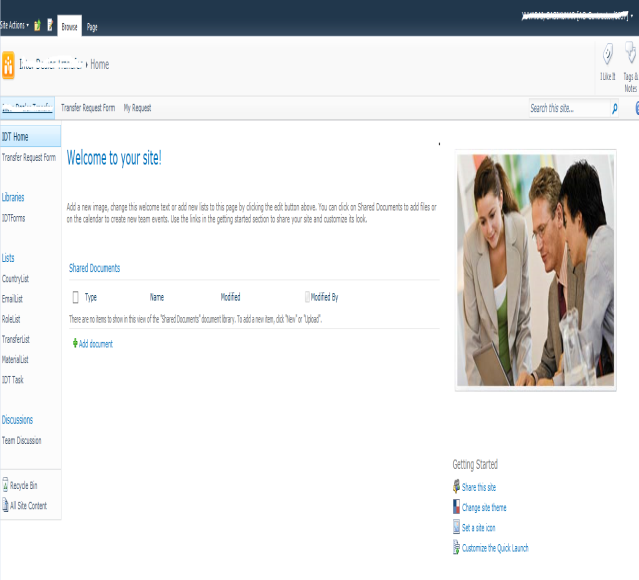 Site Actions
Browse
Page
Home
I Like It
Tags &
Notes
Transfer Request Form
My Request
Search this site...
IDT Home
Transfer Request Form
Libraries
IDTForms
Lists
CountryList
EmailList
RoleList
TransferList
MaterialList
IDT Task
Discussions
Team Discussion
Recycle Bin
All Site Content
Welcome to your site!
Add a new image, change this welcome text or add new lists to this page by clicking the edit button above. You can click on Shared Documents to add files or
on the calendar to create new team events. Use the links in the getting started section to share your site and customize its look.
Shared Documents
Type Name Modified Modified By
There are no items to show in this view of the "Shared Documents" document library. To add a new item, click "New" or "Upload".
Add document
Getting Started
Share this site
Change site theme
Set a site icon
Customize the Quick Launch